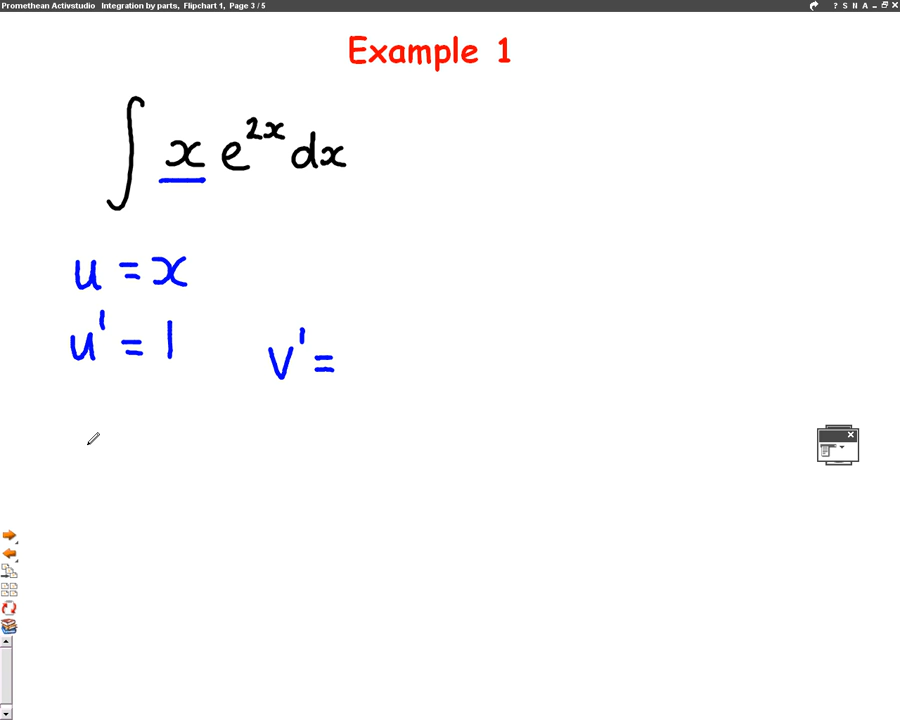 Promethean Activstudio Integration by parts, Flipchart 1, Page 3 / 5
? S N A
Example 1
∫ x e^{2x} dx
u = x
u' = 1 v' =